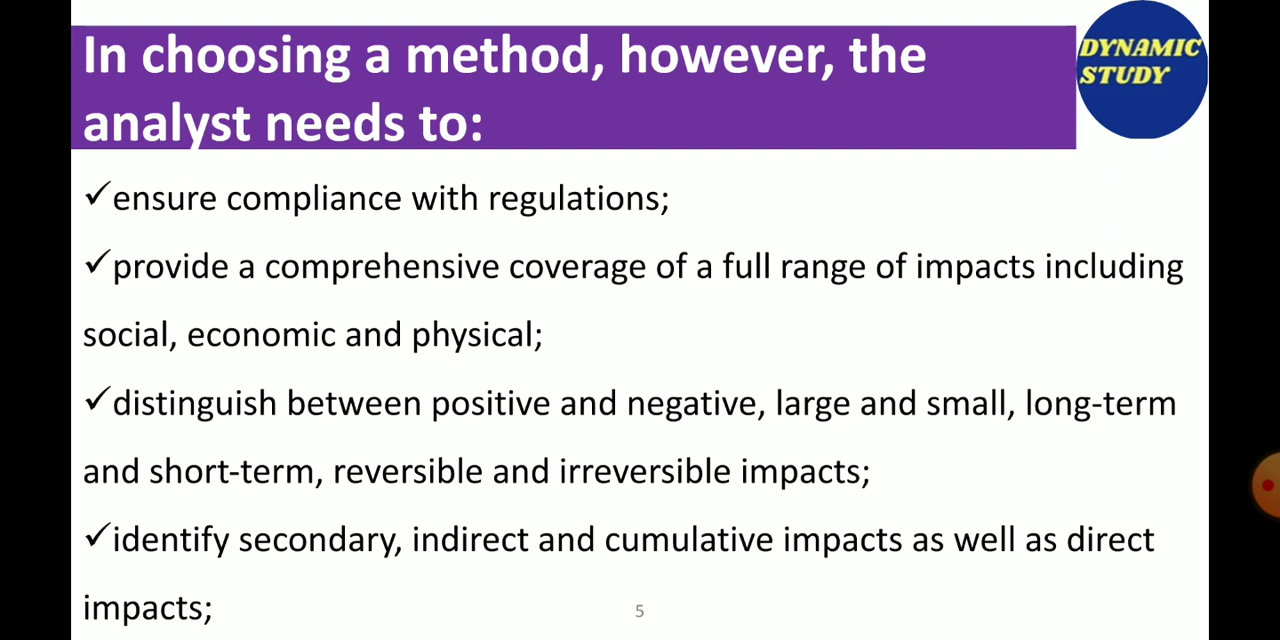 In choosing a method, however, the
analyst needs to:
DYNAMIC
STUDY
✓ensure compliance with regulations;
✓provide a comprehensive coverage of a full range of impacts including
social, economic and physical;
✓distinguish between positive and negative, large and small, long-term
and short-term, reversible and irreversible impacts;
✓identify secondary, indirect and cumulative impacts as well as direct
impacts;
5